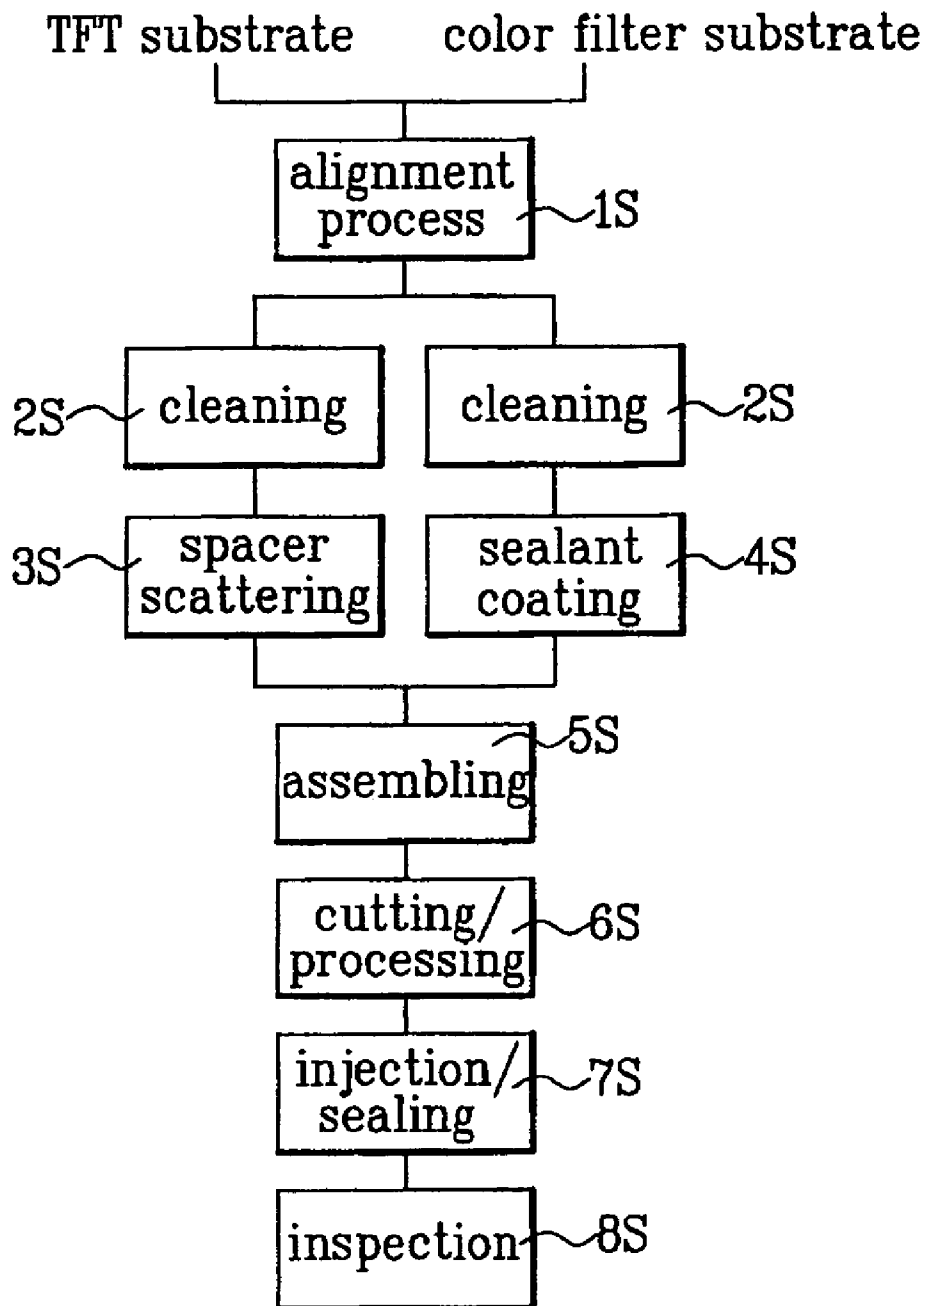 TFT substrate
color filter substrate
alignment
process
1S
2S
cleaning
cleaning
2S
3S
spacer
scattering
sealant
coating
4S
5S
assembling
cutting/
processing
6S
injection/
sealing
7S
inspection
8S